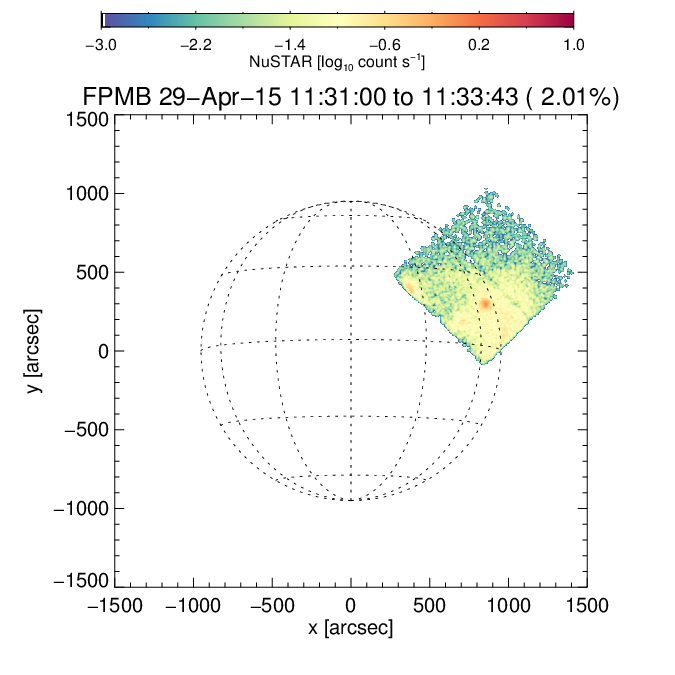 −3.0 −2.2 −1.4 −0.6 0.2 1.0
NuSTAR [log₁₀ count s⁻¹]
FPMB 29−Apr−15 11:31:00 to 11:33:43 ( 2.01%)
1500
1000
500
0
−500
−1000
−1500
y [arcsec]
−1500 −1000 −500 0 500 1000 1500
x [arcsec]